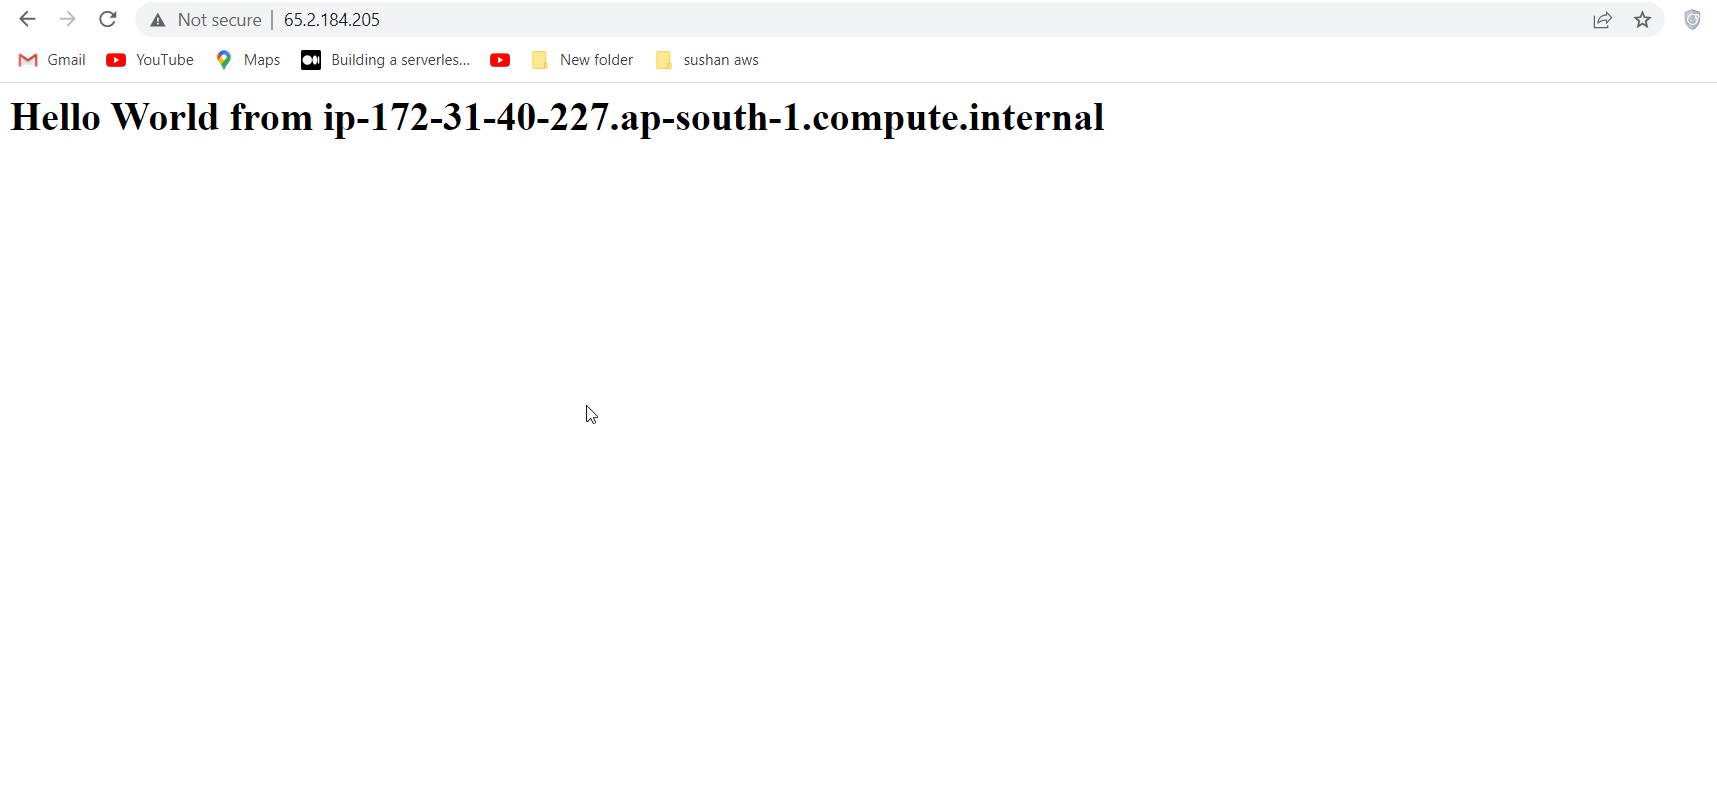 Not secure | 65.2.184.205
Gmail YouTube Maps Building a serverles... New folder sushan aws
Hello World from ip-172-31-40-227.ap-south-1.compute.internal